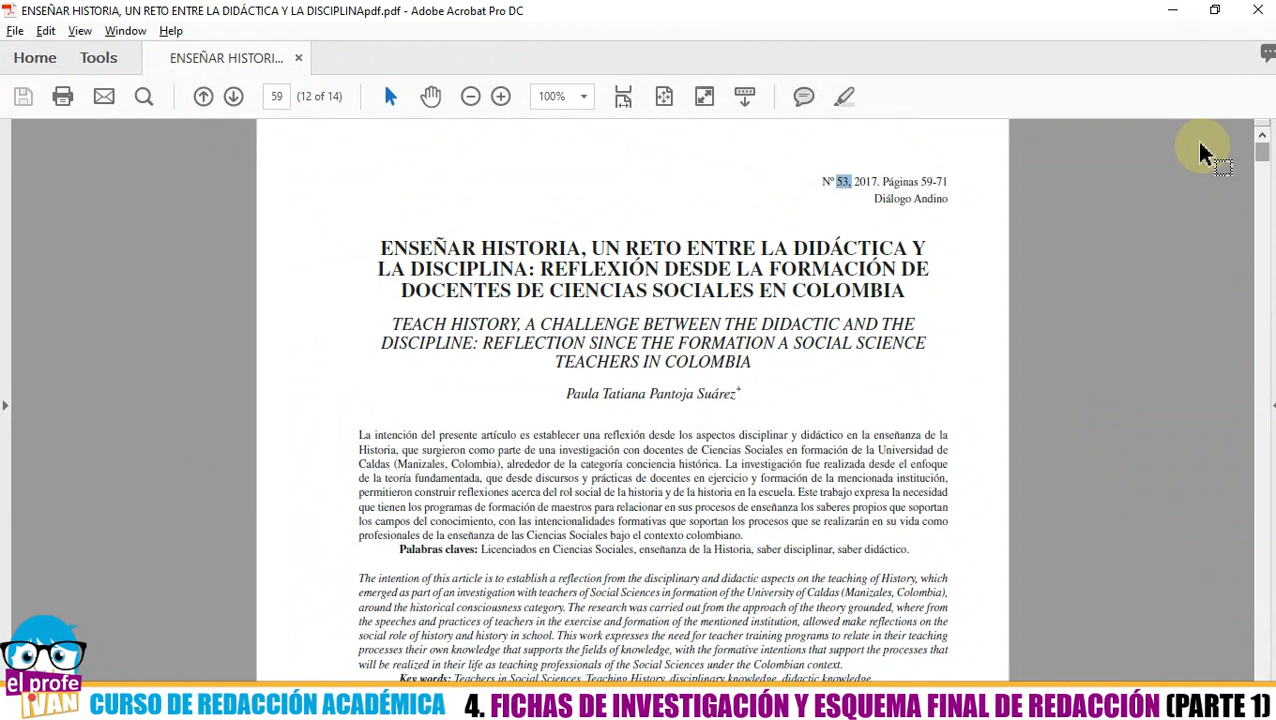 ENSEÑAR HISTORIA, UN RETO ENTRE LA DIDÁCTICA Y LA DISCIPLINApdf.pdf - Adobe Acrobat Pro DC
File Edit View Window Help
Home Tools ENSEÑAR HISTORI... ×
59 (12 of 14) 100%
Nº 53, 2017. Páginas 59-71
Diálogo Andino
ENSEÑAR HISTORIA, UN RETO ENTRE LA DIDÁCTICA Y
LA DISCIPLINA: REFLEXIÓN DESDE LA FORMACIÓN DE
DOCENTES DE CIENCIAS SOCIALES EN COLOMBIA
TEACH HISTORY, A CHALLENGE BETWEEN THE DIDACTIC AND THE
DISCIPLINE: REFLECTION SINCE THE FORMATION A SOCIAL SCIENCE
TEACHERS IN COLOMBIA
Paula Tatiana Pantoja Suárez*
La intención del presente artículo es establecer una reflexión desde los aspectos disciplinar y didáctico en la enseñanza de la
Historia, que surgieron como parte de una investigación con docentes de Ciencias Sociales en formación de la Universidad de
Caldas (Manizales, Colombia), alrededor de la categoría conciencia histórica. La investigación fue realizada desde el enfoque
de la teoría fundamentada, que desde discursos y prácticas de docentes en ejercicio y formación de la mencionada institución,
permitieron construir reflexiones acerca del rol social de la historia y de la historia en la escuela. Este trabajo expresa la necesidad
que tienen los programas de formación de maestros para relacionar en sus procesos de enseñanza los saberes propios que soportan
los campos del conocimiento, con las intencionalidades formativas que soportan los procesos que se realizarán en su vida como
profesionales de la enseñanza de las Ciencias Sociales bajo el contexto colombiano.
Palabras claves: Licenciados en Ciencias Sociales, enseñanza de la Historia, saber disciplinar, saber didáctico.
The intention of this article is to establish a reflection from the disciplinary and didactic aspects on the teaching of History, which
emerged as part of an investigation with teachers of Social Sciences in formation of the University of Caldas (Manizales, Colombia),
around the historical consciousness category. The research was carried out from the approach of the theory grounded, where from
the speeches and practices of teachers in the exercise and formation of the mentioned institution, allowed make reflections on the
social role of history and history in school. This work expresses the need for teacher training programs to relate in their teaching
processes their own knowledge that supports the fields of knowledge, with the formative intentions that support the processes that
will be realized in their life as teaching professionals of the Social Sciences under the Colombian context.
Key words: Teachers in Social Sciences, Teaching History, disciplinary knowledge, didactic knowledge.
el profe
iVAN
CURSO DE REDACCIÓN ACADÉMICA 4. FICHAS DE INVESTIGACIÓN Y ESQUEMA FINAL DE REDACCIÓN (PARTE 1)